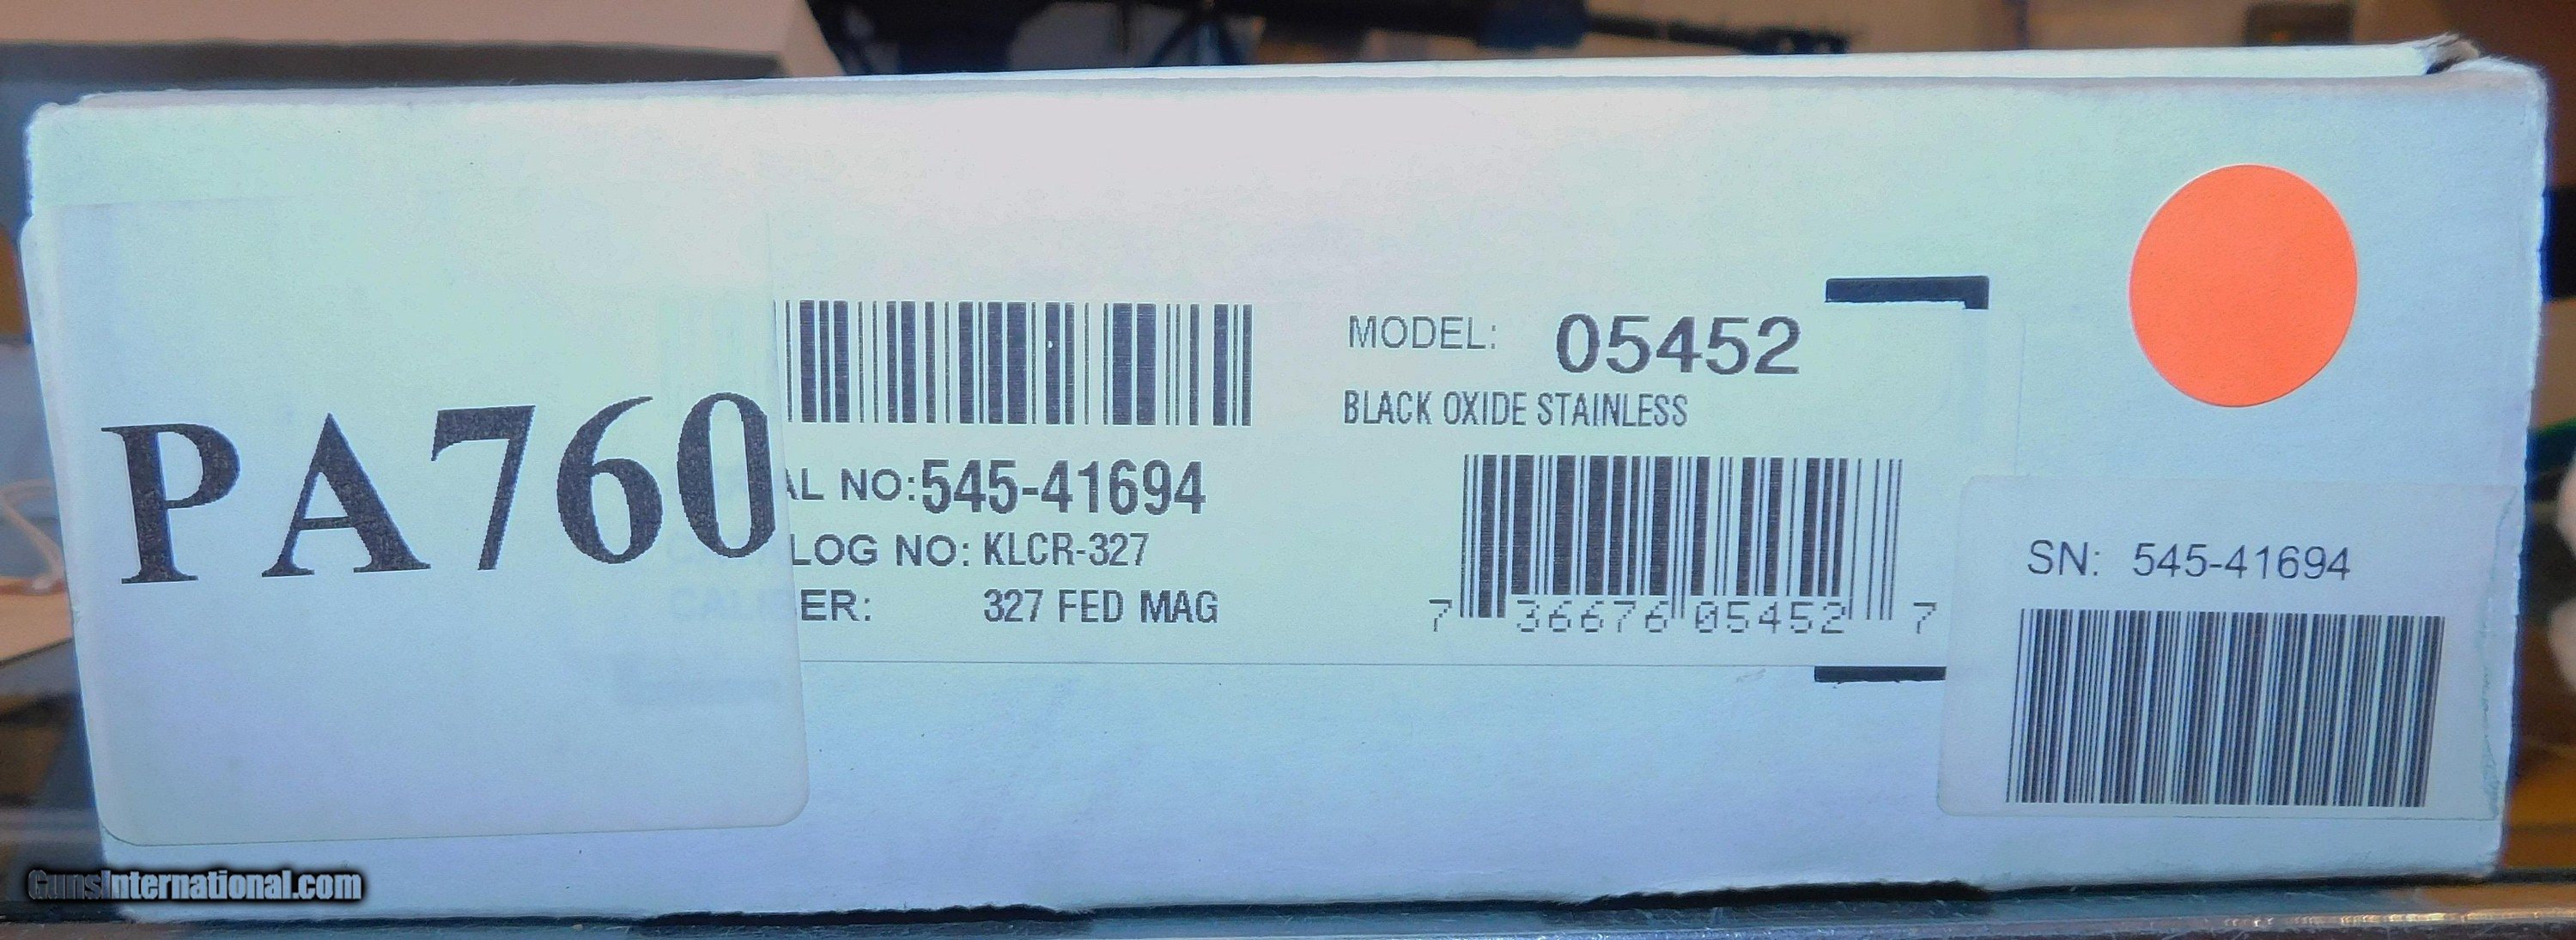 PA760
AL NO:545-41694
LOG NO: KLCR-327
CALIBER: 327 FED MAG
MODEL: 05452
BLACK OXIDE STAINLESS
7 36676 05452 7
SN: 545-41694
GunsInternational.com